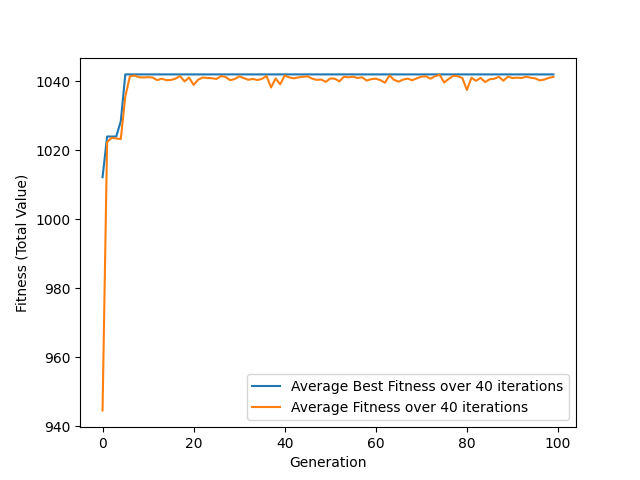 1040
1020
1000
980
960
940
Fitness (Total Value)
Average Best Fitness over 40 iterations
Average Fitness over 40 iterations
0 20 40 60 80 100
Generation